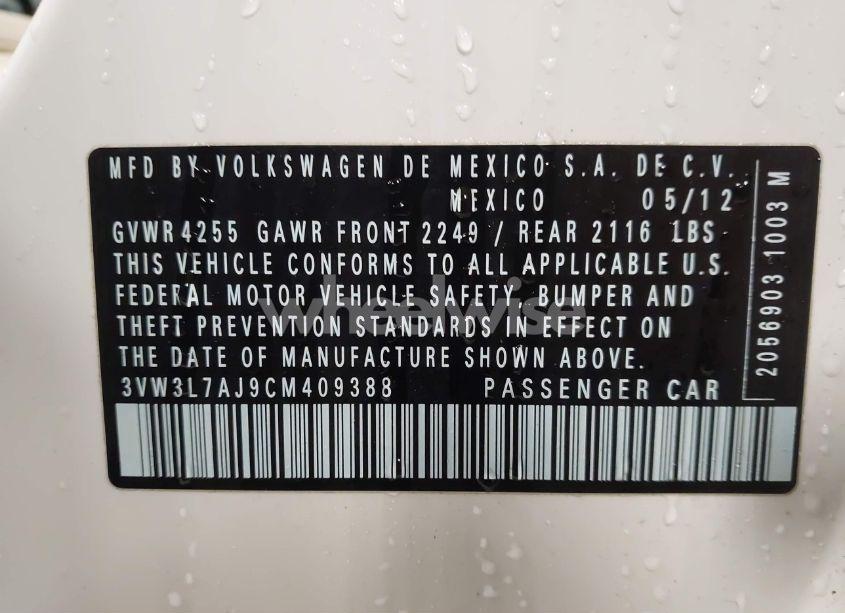 MFD BY VOLKSWAGEN DE MEXICO S.A. DE C.V.
MEXICO 05/12
GVWR 4255 GAWR FRONT 2249 / REAR 2116 LBS
THIS VEHICLE CONFORMS TO ALL APPLICABLE U.S.
FEDERAL MOTOR VEHICLE SAFETY, BUMPER AND
THEFT PREVENTION STANDARDS IN EFFECT ON
THE DATE OF MANUFACTURE SHOWN ABOVE.
3VW3L7AJ9CM409388 PASSENGER CAR
2056903 1003 M
wheelwise